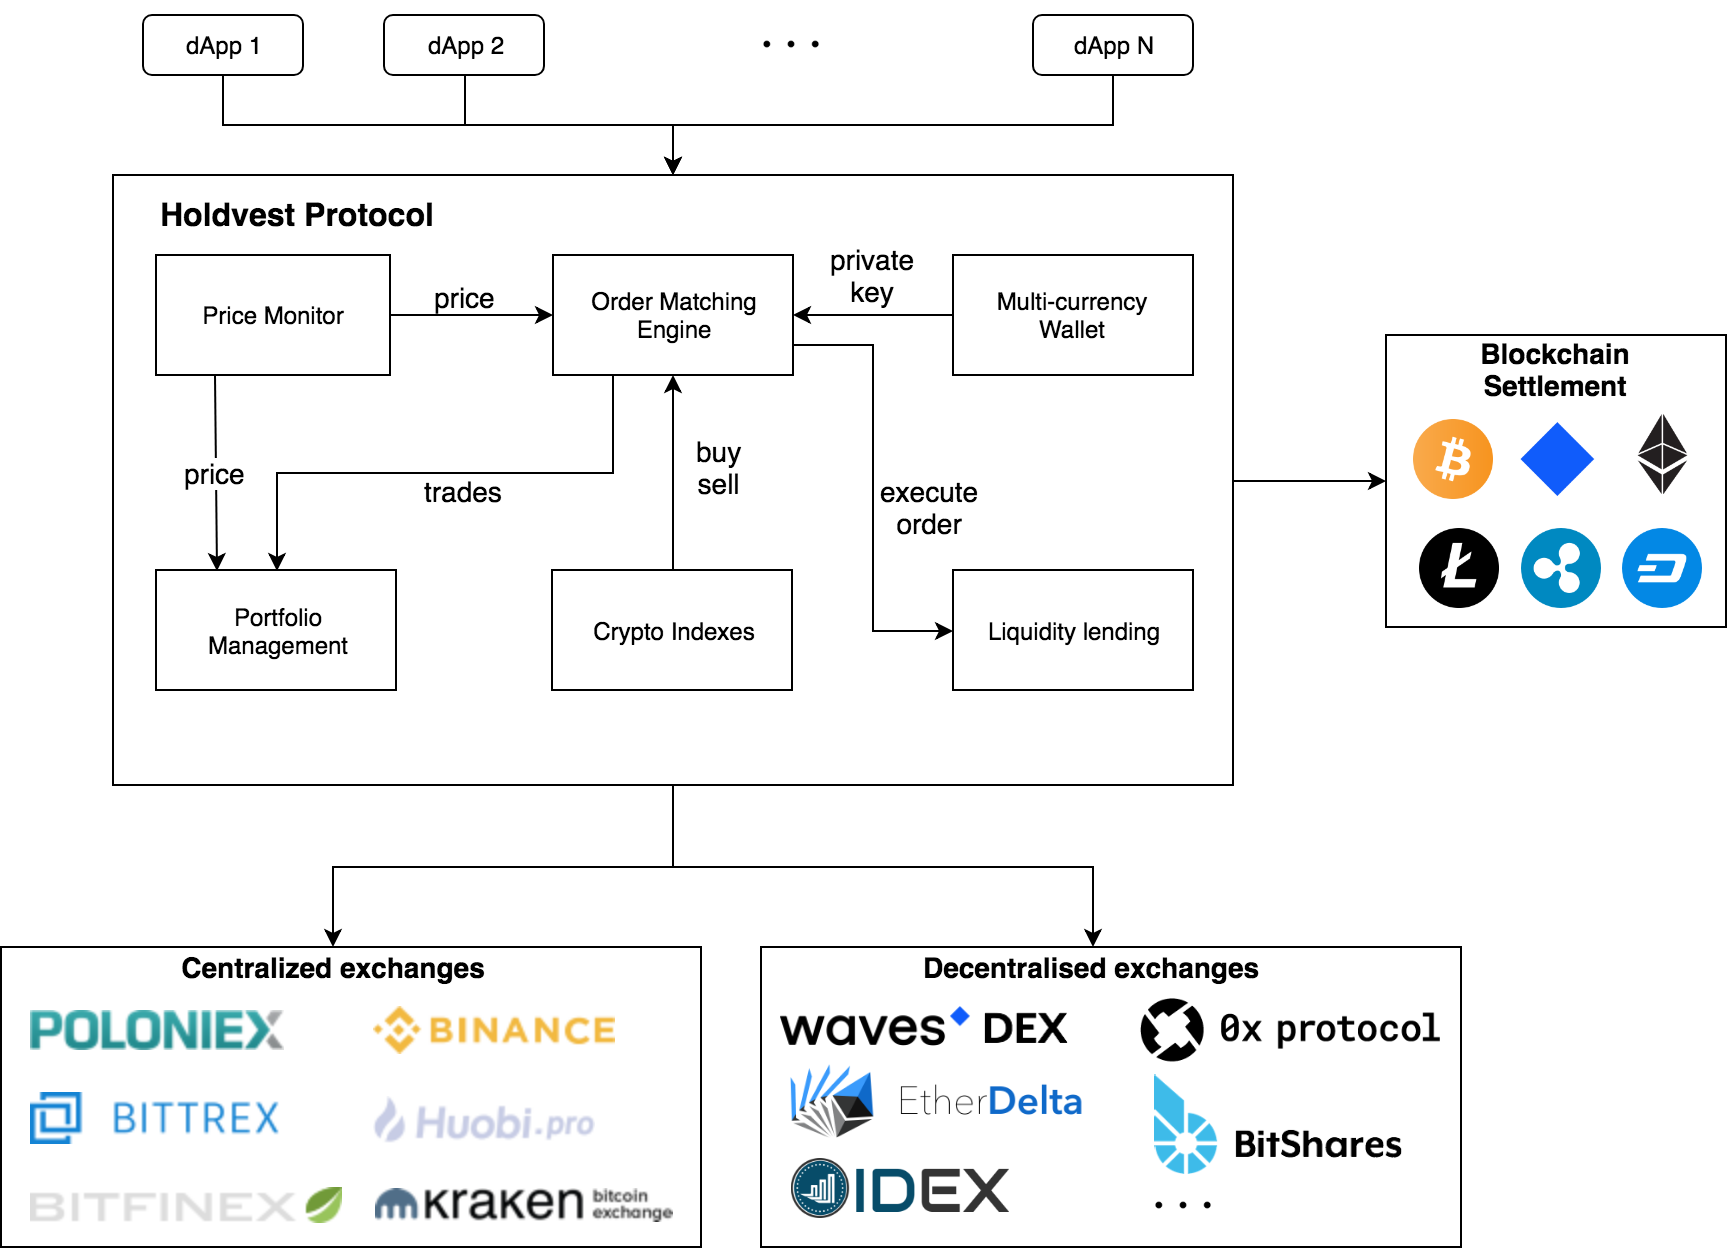 dApp 1
dApp 2
. . .
dApp N
Holdvest Protocol
Price Monitor
price
Order Matching
Engine
private
key
Multi-currency
Wallet
price
trades
buy
sell
execute
order
Portfolio
Management
Crypto Indexes
Liquidity lending
Blockchain
Settlement
Centralized exchanges
POLONIEX
BINANCE
BITTREX
Huobi.pro
BITFINEX
kraken bitcoin
exchange
Decentralised exchanges
waves DEX
0x protocol
EtherDelta
BitShares
IDEX
. . .